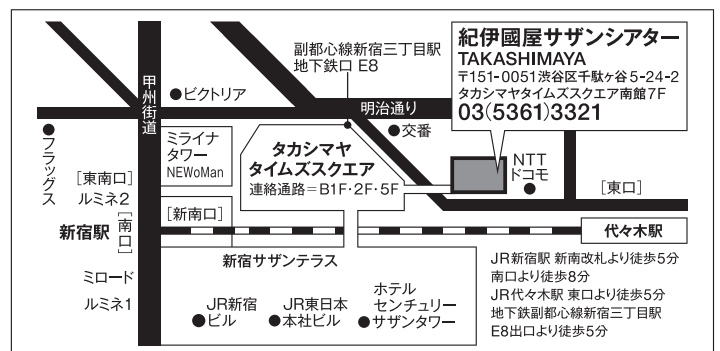 紀伊國屋サザンシアター
TAKASHIMAYA
〒151-0051渋谷区千駄ヶ谷5-24-2
タカシマヤタイムズスクエア南館7F
03(5361)3321
副都心線新宿三丁目駅
地下鉄口 E8
甲州街道
●ビクトリア
明治通り
●交番
●フラッグス
ミライナ
タワー
NEWoMan
タカシマヤ
タイムズスクエア
連絡通路＝B1F・2F・5F
NTT
ドコモ
●
[東口]
[東南口]
ルミネ2
[南口]
[新南口]
新宿駅
代々木駅
新宿サザンテラス
ミロード
ルミネ1
JR新宿
●ビル
JR東日本
●本社ビル
ホテル
センチュリー
●サザンタワー
JR新宿駅 新南改札より徒歩5分
南口より徒歩8分
JR代々木駅 東口より徒歩5分
地下鉄副都心線新宿三丁目駅
E8出口より徒歩5分